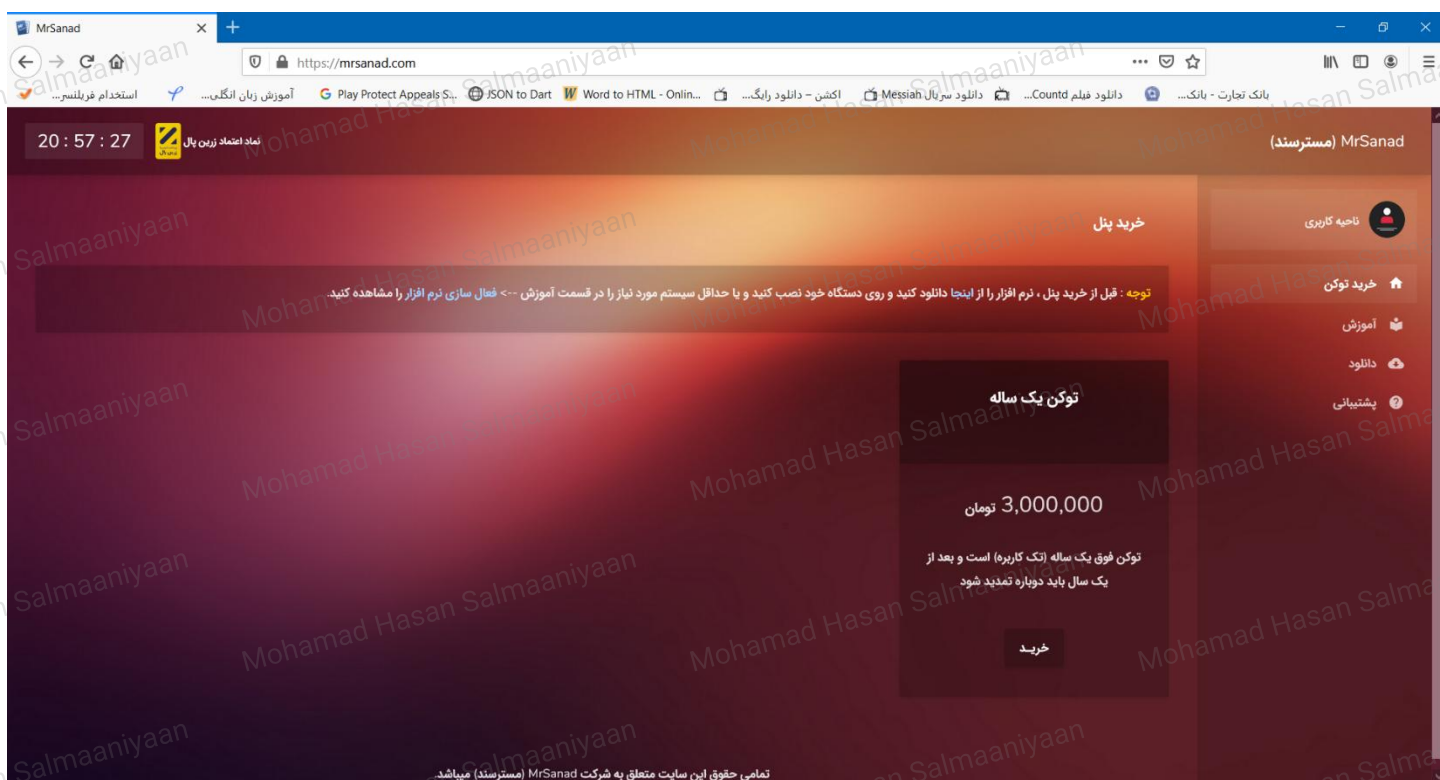 MrSanad
https://mrsanad.com
استخدام فریلنسر...
آموزش زبان انگلی...
Play Protect Appeals S...
JSON to Dart
Word to HTML - Onlin...
اکشن – دانلود رایگ...
دانلود سریال Messiah
دانلود فیلم Countd...
بانک تجارت - بانک...
MrSanad (مسترسند)
نماد اعتماد زرین پال
زرین پال
20 : 57 : 27
ناحیه کاربری
خرید توکن
آموزش
دانلود
پشتیبانی
خرید پنل
توجه : قبل از خرید پنل ، نرم افزار را از اینجا دانلود کنید و روی دستگاه خود نصب کنید و یا حداقل سیستم مورد نیاز را در قسمت آموزش --> فعال سازی نرم افزار را مشاهده کنید.
توکن یک ساله
3,000,000 تومان
توکن فوق یک ساله (تک کاربره) است و بعد از
یک سال باید دوباره تمدید شود
خریـد
تمامی حقوق این سایت متعلق به شرکت MrSanad (مسترسند) میباشد.
Mohamad Hasan Salmaaniyaan